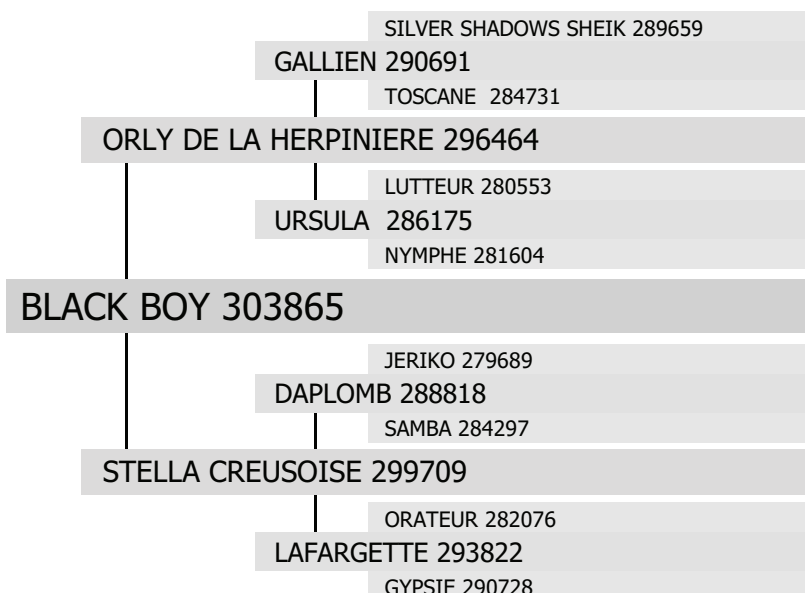 SILVER SHADOWS SHEIK 289659
GALLIEN 290691
TOSCANE 284731
ORLY DE LA HERPINIERE 296464
LUTTEUR 280553
URSULA 286175
NYMPHE 281604
BLACK BOY 303865
JERIKO 279689
DAPLOMB 288818
SAMBA 284297
STELLA CREUSOISE 299709
ORATEUR 282076
LAFARGETTE 293822
GYPSIE 290728